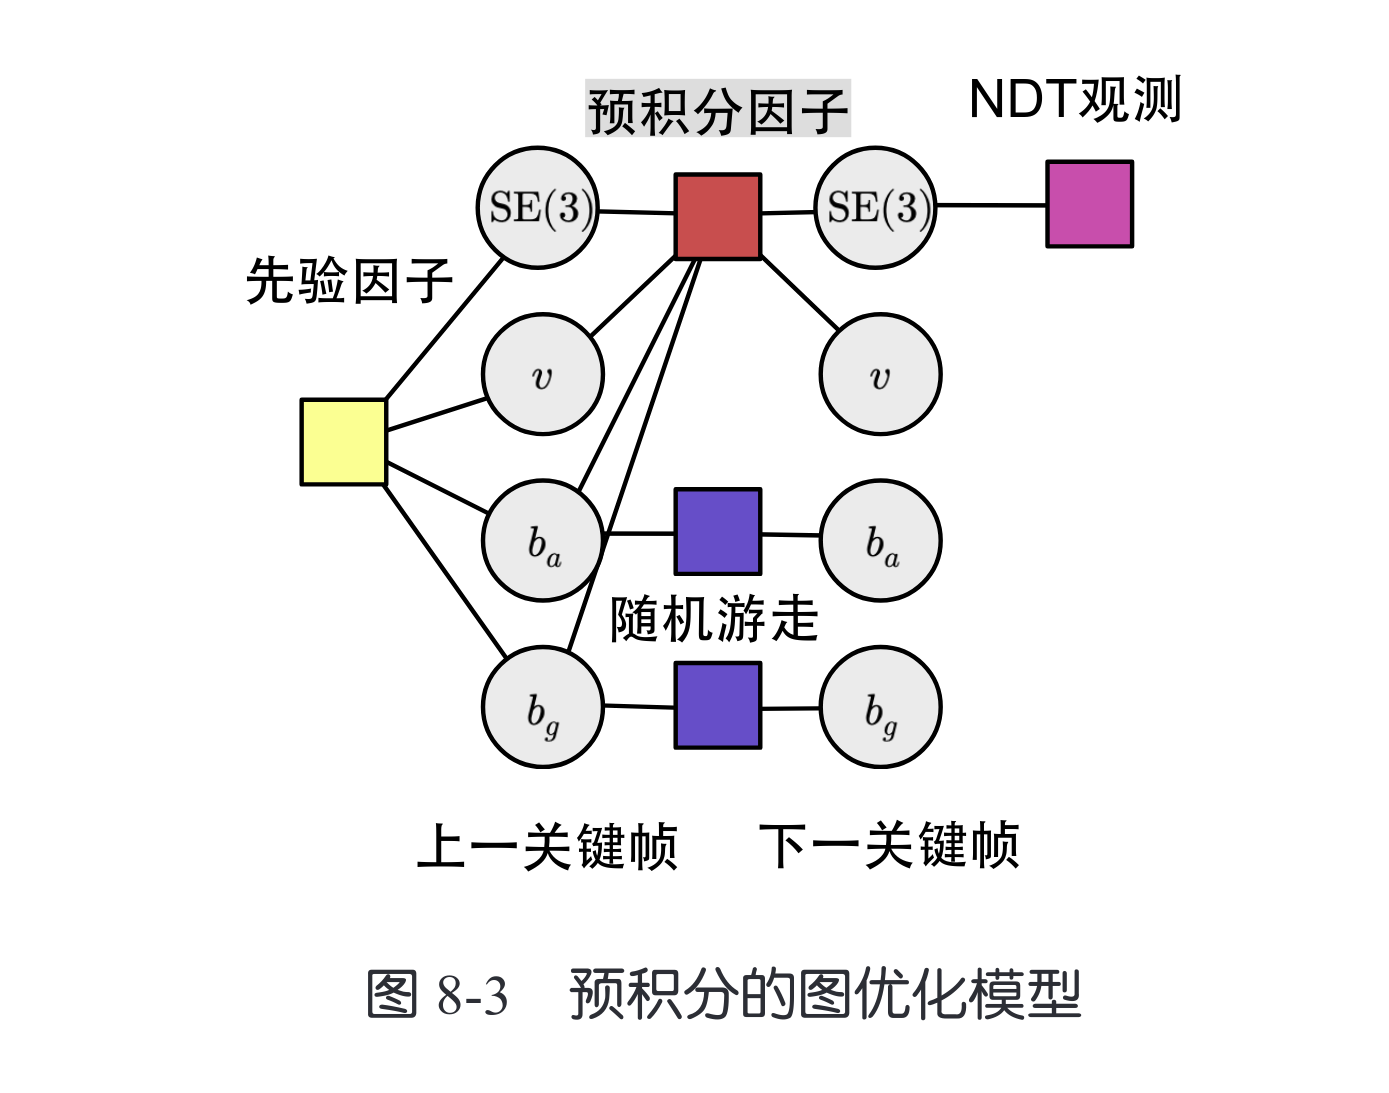 NDT观测
预积分因子
SE(3) SE(3)
先验因子
v v
b_a b_a
随机游走
b_g b_g
上一关键帧 下一关键帧
图 8-3 预积分的图优化模型